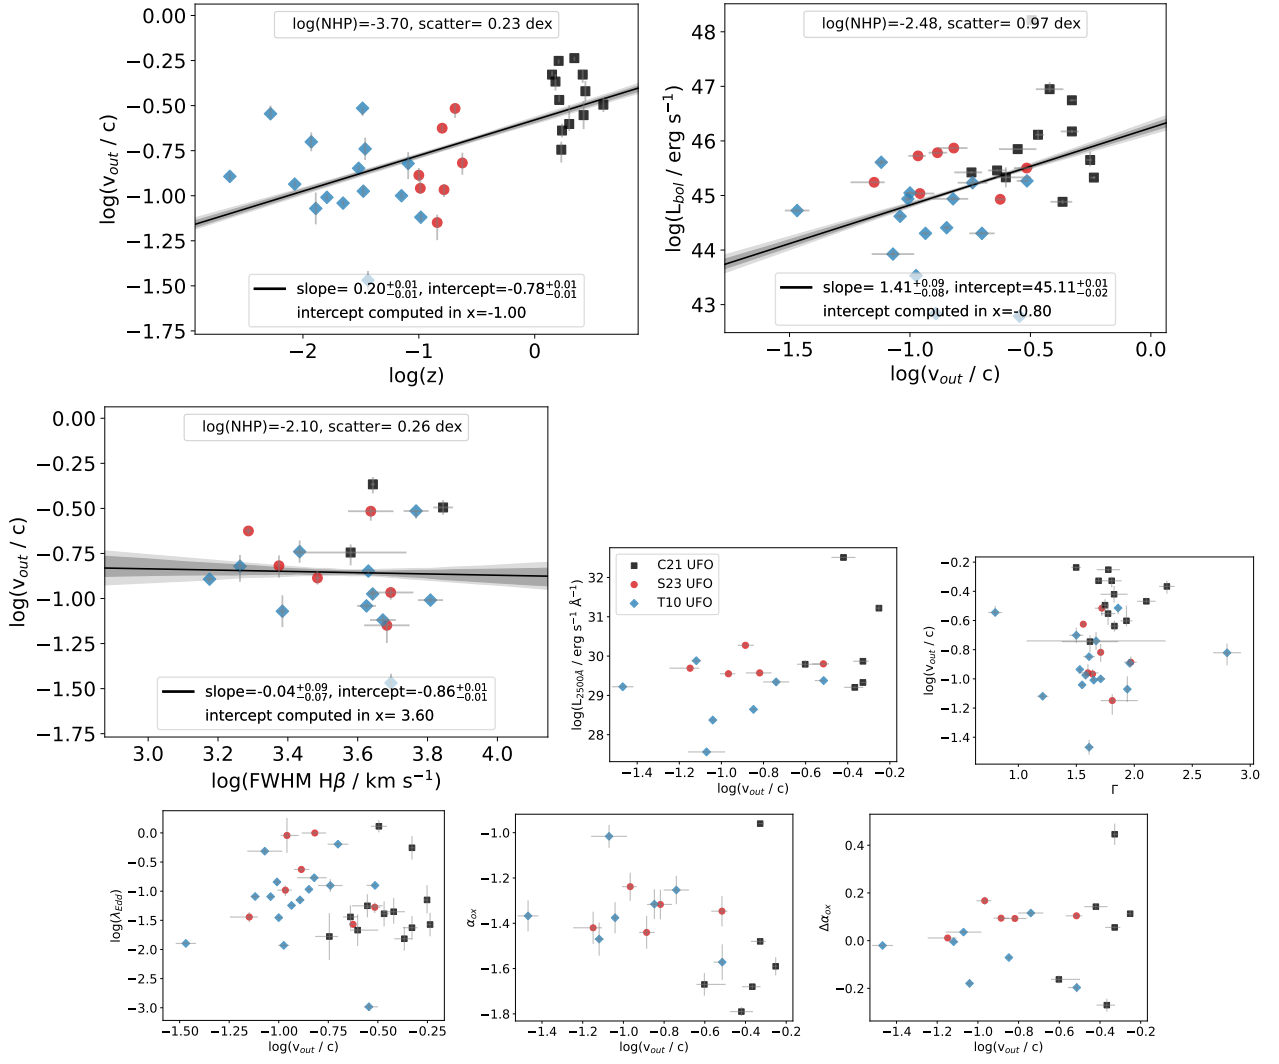 log(NHP)=-3.70, scatter= 0.23 dex
0.00
−0.25
−0.50
−0.75
−1.00
−1.25
−1.50
−1.75
log(v_out / c)
slope= 0.20 +0.01 −0.01, intercept=-0.78 +0.01 −0.01
intercept computed in x=-1.00
−2 −1 0
log(z)
log(NHP)=-2.48, scatter= 0.97 dex
48
47
46
45
44
43
log(L_bol / erg s⁻¹)
slope= 1.41 +0.09 −0.08, intercept=45.11 +0.01 −0.02
intercept computed in x=-0.80
−1.5 −1.0 −0.5 0.0
log(v_out / c)
log(NHP)=-2.10, scatter= 0.26 dex
0.00
−0.25
−0.50
−0.75
−1.00
−1.25
−1.50
−1.75
log(v_out / c)
slope=-0.04 +0.09 −0.07, intercept=-0.86 +0.01 −0.01
intercept computed in x= 3.60
3.0 3.2 3.4 3.6 3.8 4.0
log(FWHM Hβ / km s⁻¹)
C21 UFO
S23 UFO
T10 UFO
32
31
30
29
28
log(L_2500Å / erg s⁻¹ Å⁻¹)
−1.4 −1.2 −1.0 −0.8 −0.6 −0.4 −0.2
log(v_out / c)
−0.2
−0.4
−0.6
−0.8
−1.0
−1.2
−1.4
log(v_out / c)
1.0 1.5 2.0 2.5 3.0
Γ
0.0
−0.5
−1.0
−1.5
−2.0
−2.5
−3.0
log(λ_Edd)
−1.50 −1.25 −1.00 −0.75 −0.50 −0.25
log(v_out / c)
−1.0
−1.2
−1.4
−1.6
−1.8
α_ox
−1.4 −1.2 −1.0 −0.8 −0.6 −0.4 −0.2
log(v_out / c)
0.4
0.2
0.0
−0.2
Δα_ox
−1.4 −1.2 −1.0 −0.8 −0.6 −0.4 −0.2
log(v_out / c)